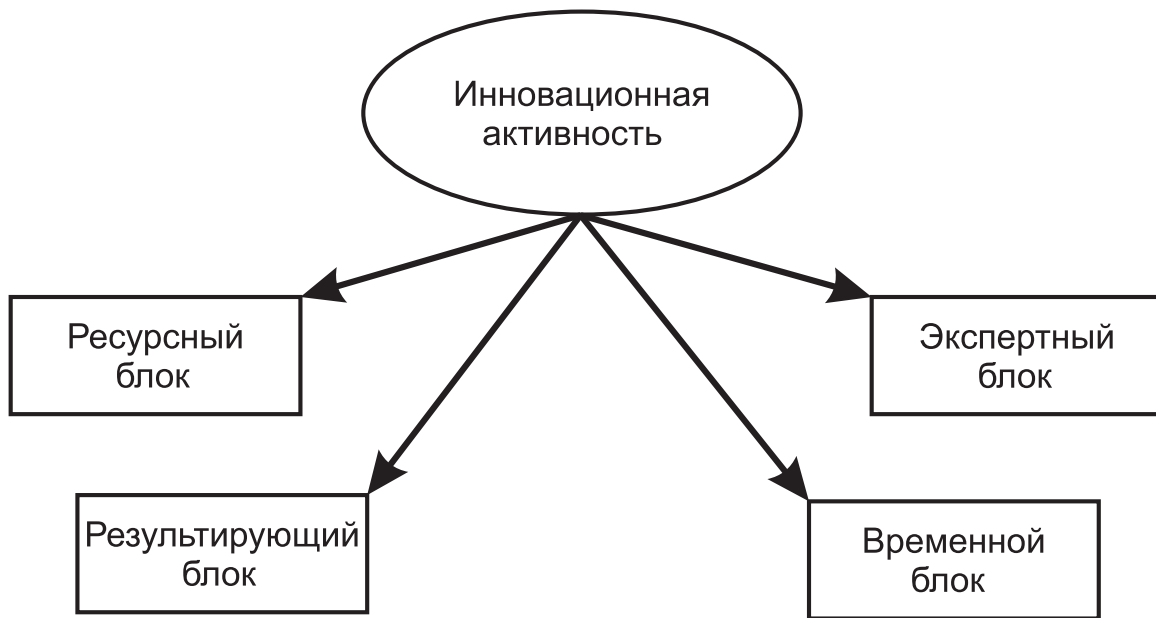 Инновационная
активность
Ресурсный
блок
Экспертный
блок
Результирующий
блок
Временной
блок